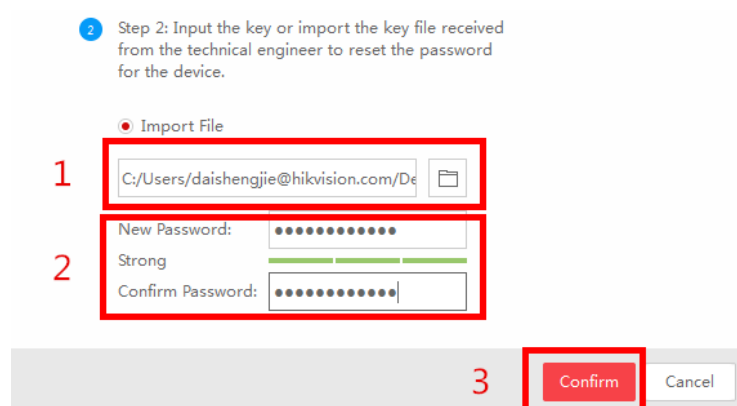 2 Step 2: Input the key or import the key file received
from the technical engineer to reset the password
for the device.
Import File
1
C:/Users/daishengjie@hikvision.com/De
New Password: ●●●●●●●●●●●●
2
Strong
Confirm Password: ●●●●●●●●●●●●
3
Confirm Cancel